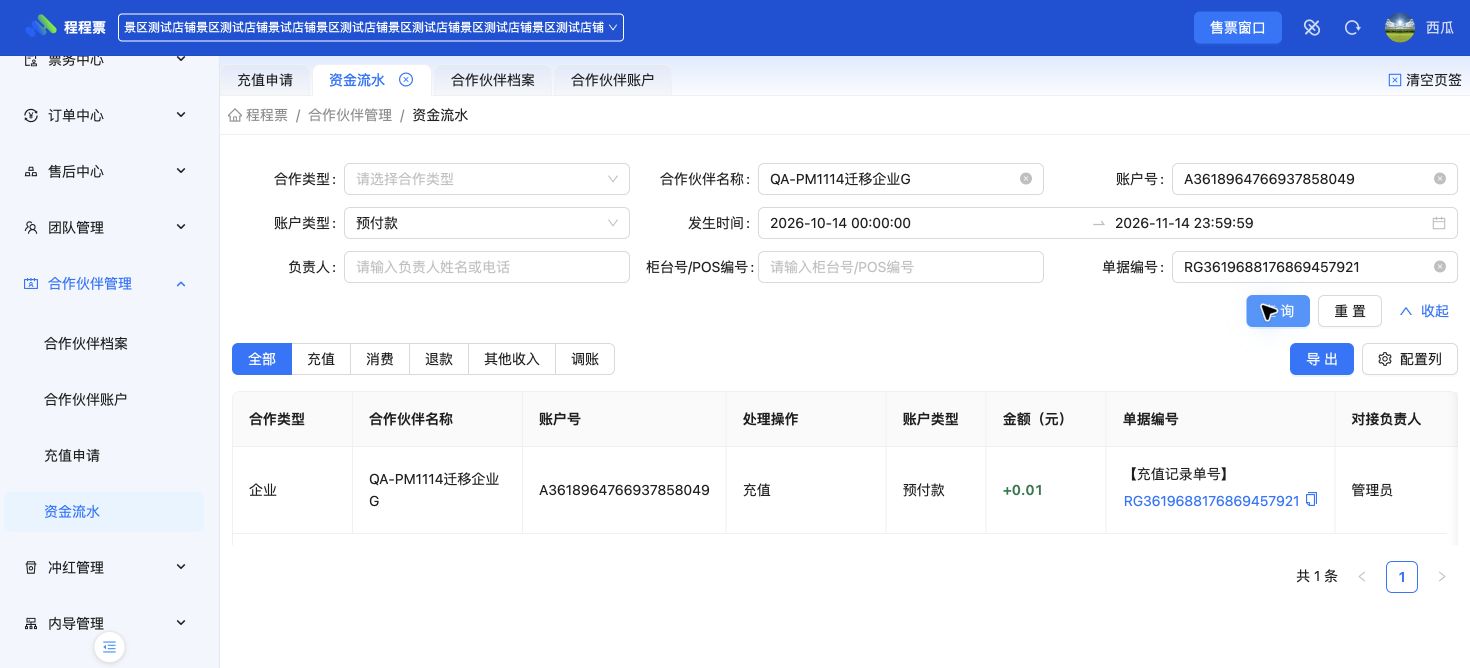 程程票
景区测试店铺景区测试店铺景试店铺景区测试店铺景区测试店铺景区测试店铺景区测试店铺
售票窗口
西瓜
票务中心
订单中心
售后中心
团队管理
合作伙伴管理
合作伙伴档案
合作伙伴账户
充值申请
资金流水
冲红管理
内导管理
充值申请 资金流水 合作伙伴档案 合作伙伴账户 清空页签
程程票 / 合作伙伴管理 / 资金流水
合作类型: 请选择合作类型 合作伙伴名称: QA-PM1114迁移企业G 账户号: A3618964766937858049
账户类型: 预付款 发生时间: 2026-10-14 00:00:00 → 2026-11-14 23:59:59
负责人: 请输入负责人姓名或电话 柜台号/POS编号: 请输入柜台号/POS编号 单据编号: RG3619688176869457921
询 重 置 收起
全部 充值 消费 退款 其他收入 调账 导 出 配置列
合作类型 合作伙伴名称 账户号 处理操作 账户类型 金额（元） 单据编号 对接负责人
企业 QA-PM1114迁移企业
G A3618964766937858049 充值 预付款 +0.01 【充值记录单号】
RG3619688176869457921 管理员
共 1 条 1